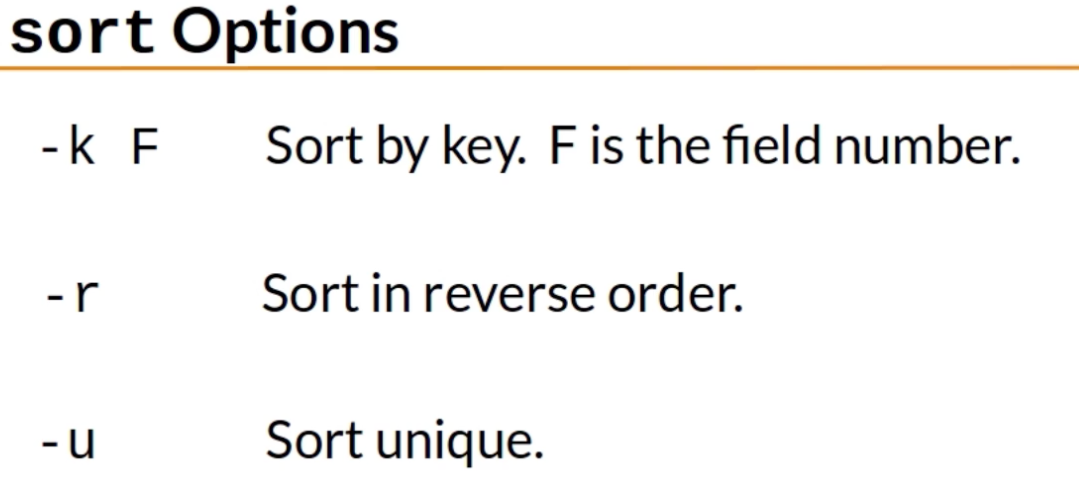 sort Options
-k F Sort by key. F is the field number.
-r Sort in reverse order.
-u Sort unique.